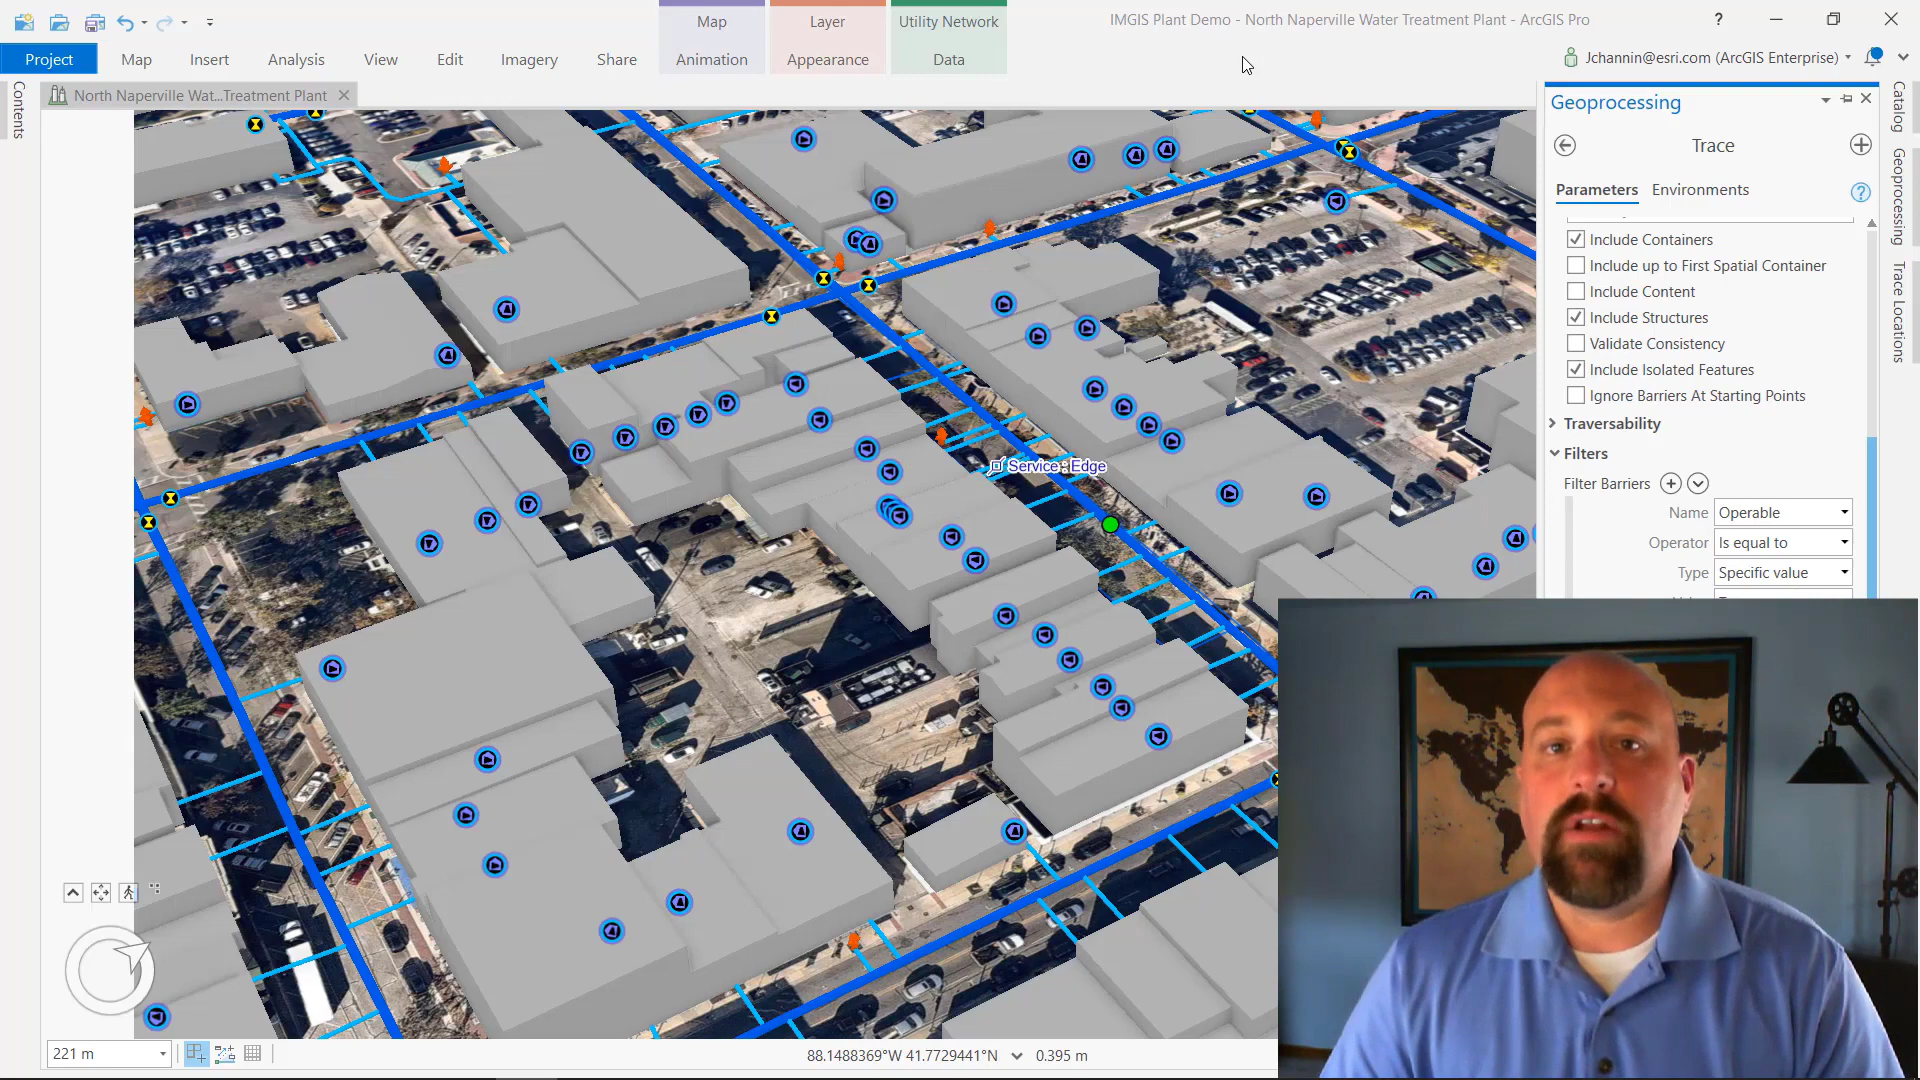 IMGIS Plant Demo - North Naperville Water Treatment Plant - ArcGIS Pro
?
Map
Layer
Utility Network
Project
Map
Insert
Analysis
View
Edit
Imagery
Share
Animation
Appearance
Data
Jchannin@esri.com (ArcGIS Enterprise)
Contents
North Naperville Wat...Treatment Plant
Geoprocessing
Trace
Parameters
Environments
?
Include Containers
Include up to First Spatial Container
Include Content
Include Structures
Validate Consistency
Include Isolated Features
Ignore Barriers At Starting Points
Traversability
Filters
Filter Barriers
Name
Operable
Operator
Is equal to
Type
Specific value
Catalog
Geoprocessing
Trace Locations
Service : Edge
221 m
88.1488369°W 41.7729441°N
0.395 m